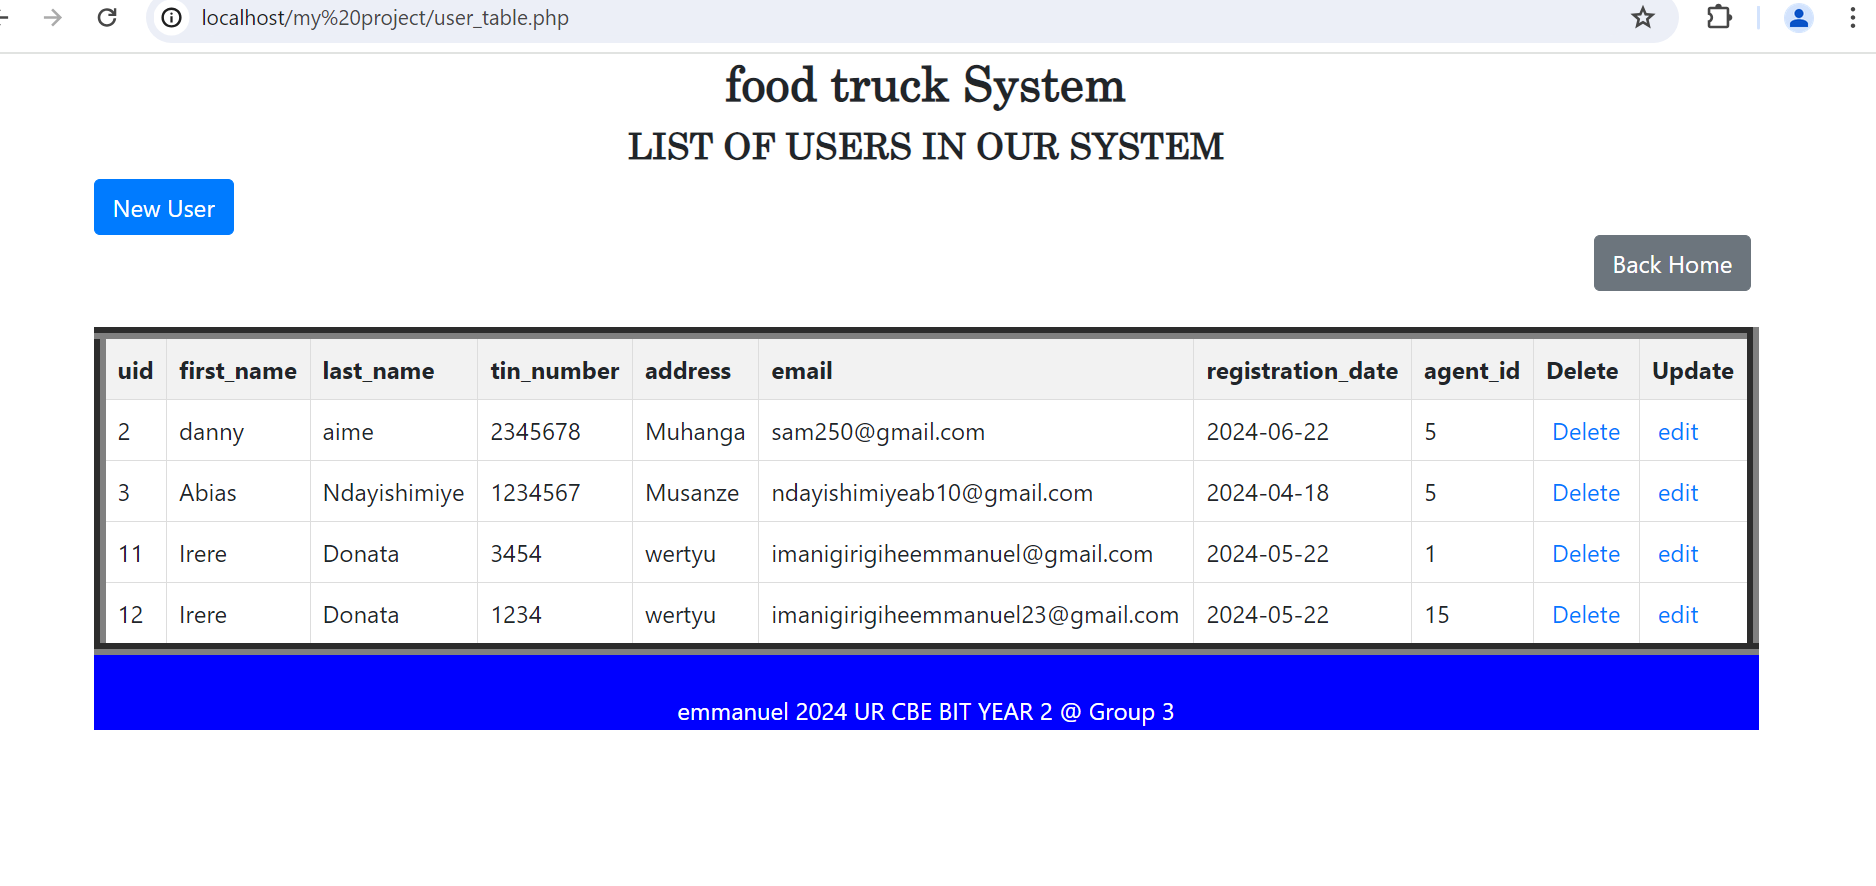 localhost/my%20project/user_table.php
food truck System
LIST OF USERS IN OUR SYSTEM
New User
Back Home
uid first_name last_name tin_number address email registration_date agent_id Delete Update
2 danny aime 2345678 Muhanga sam250@gmail.com 2024-06-22 5 Delete edit
3 Abias Ndayishimiye 1234567 Musanze ndayishimiyeab10@gmail.com 2024-04-18 5 Delete edit
11 Irere Donata 3454 wertyu imanigirigiheemmanuel@gmail.com 2024-05-22 1 Delete edit
12 Irere Donata 1234 wertyu imanigirigiheemmanuel23@gmail.com 2024-05-22 15 Delete edit
emmanuel 2024 UR CBE BIT YEAR 2 @ Group 3